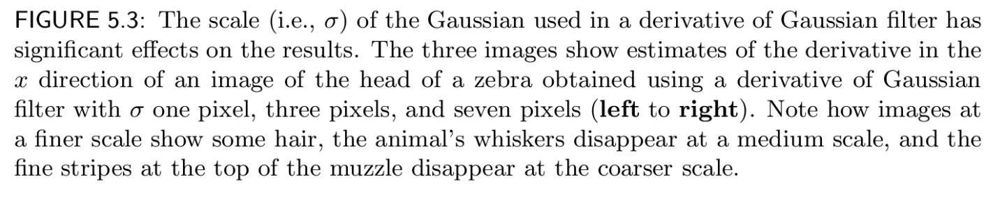 FIGURE 5.3: The scale (i.e., σ) of the Gaussian used in a derivative of Gaussian filter has
significant effects on the results. The three images show estimates of the derivative in the
x direction of an image of the head of a zebra obtained using a derivative of Gaussian
filter with σ one pixel, three pixels, and seven pixels (left to right). Note how images at
a finer scale show some hair, the animal's whiskers disappear at a medium scale, and the
fine stripes at the top of the muzzle disappear at the coarser scale.